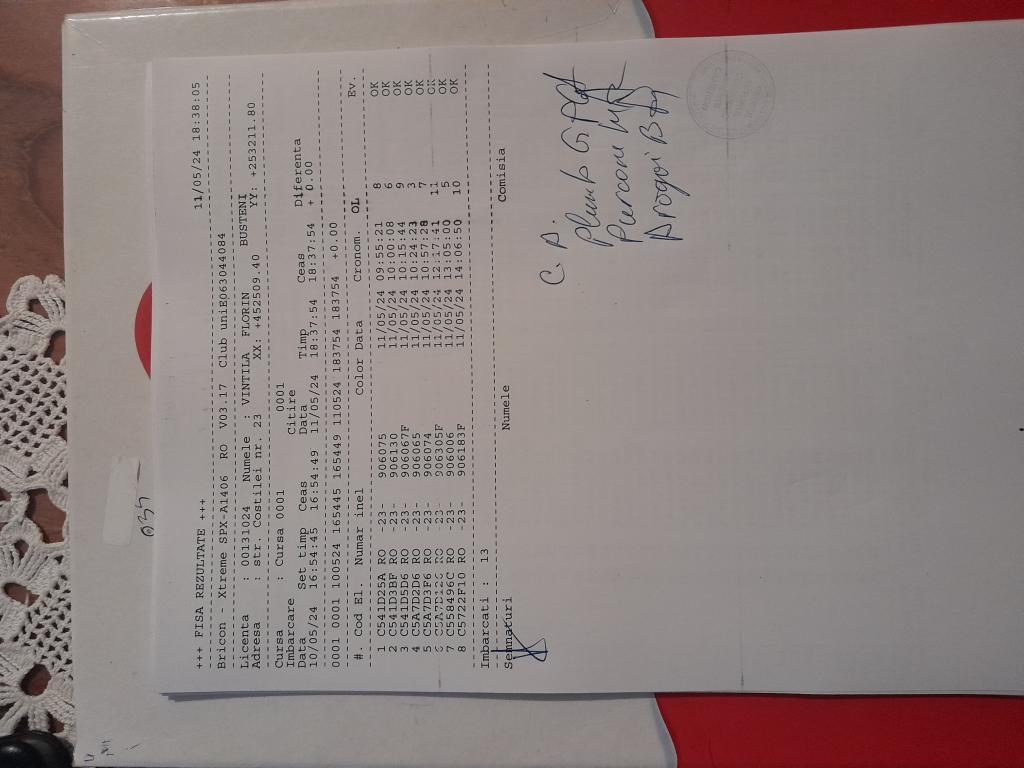 +++ FISA REZULTATE +++ 11/05/24 18:38:05
Bricon - Xtreme SPX-A1406 RO V03.17 Club uniR063044084
Licenta : 00131024 Numele : VINTILA FLORIN BUSTENI
Adresa : str. Costilei nr. 23 XX: +452509.40 YY: +253211.80
Cursa : Cursa 0001 0001
Imbarcare Citire
Data Set timp Ceas Data Timp Ceas Diferenta
10/05/24 16:54:45 16:54:49 11/05/24 18:37:54 18:37:54 + 0.00
0001 0001 100524 165445 165449 110524 183754 183754 +0.00
#. Cod El. Numar inel Color Data Cronom. OL Ev.
1 C541D25A RO -23- 906075 11/05/24 09:55:21 8 OK
2 C541D3BF RO -23- 906130 11/05/24 10:00:08 6 OK
3 C541D5D6 RO -23- 906067F 11/05/24 10:15:44 9 OK
4 C5A7D2D6 RO -23- 906065 11/05/24 10:24:23 3 OK
5 C5A7D3F6 RO -23- 906074 11/05/24 10:57:28 7 OK
6 RO -23- 906305F 11/05/24 12:17:41 11 OK
7 C558496C RO -23- 906006 11/05/24 13:05:00 5 OK
8 C5722F10 RO -23- 906183F 11/05/24 14:06:50 10 OK
Imbarcati : 13
Semnaturi Numele Comisia
C. A.
Plumb G
Dragoi B
035